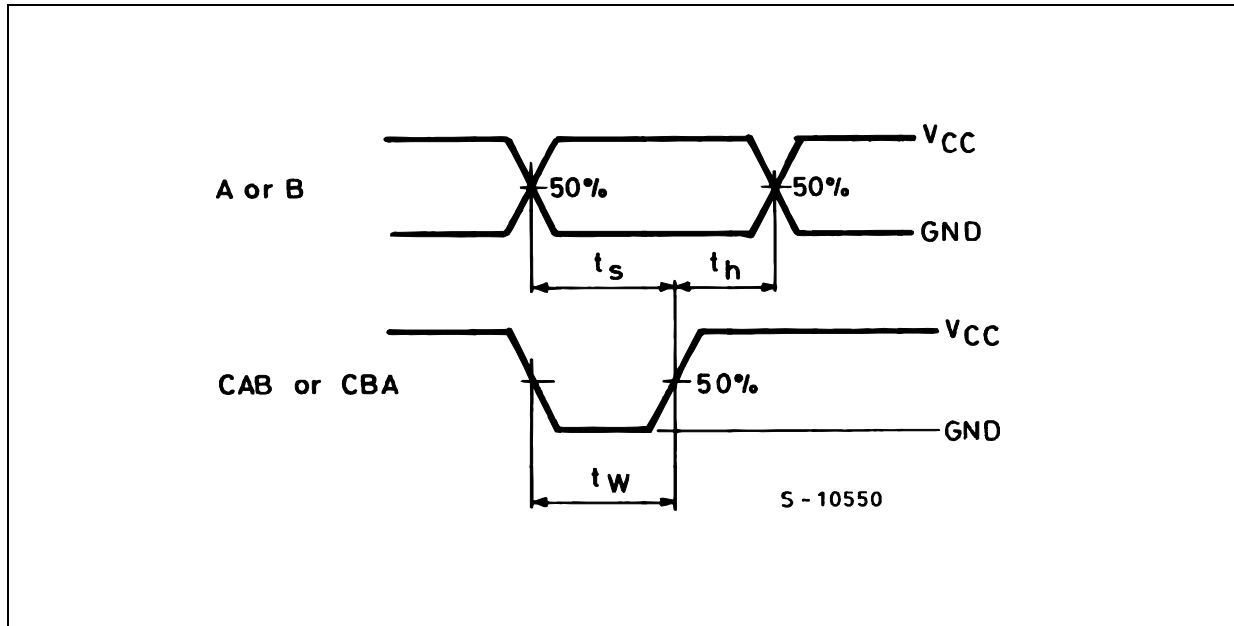 VCC
A or B
50%
50%
GND
ts
th
VCC
CAB or CBA
50%
GND
tW
S-10550